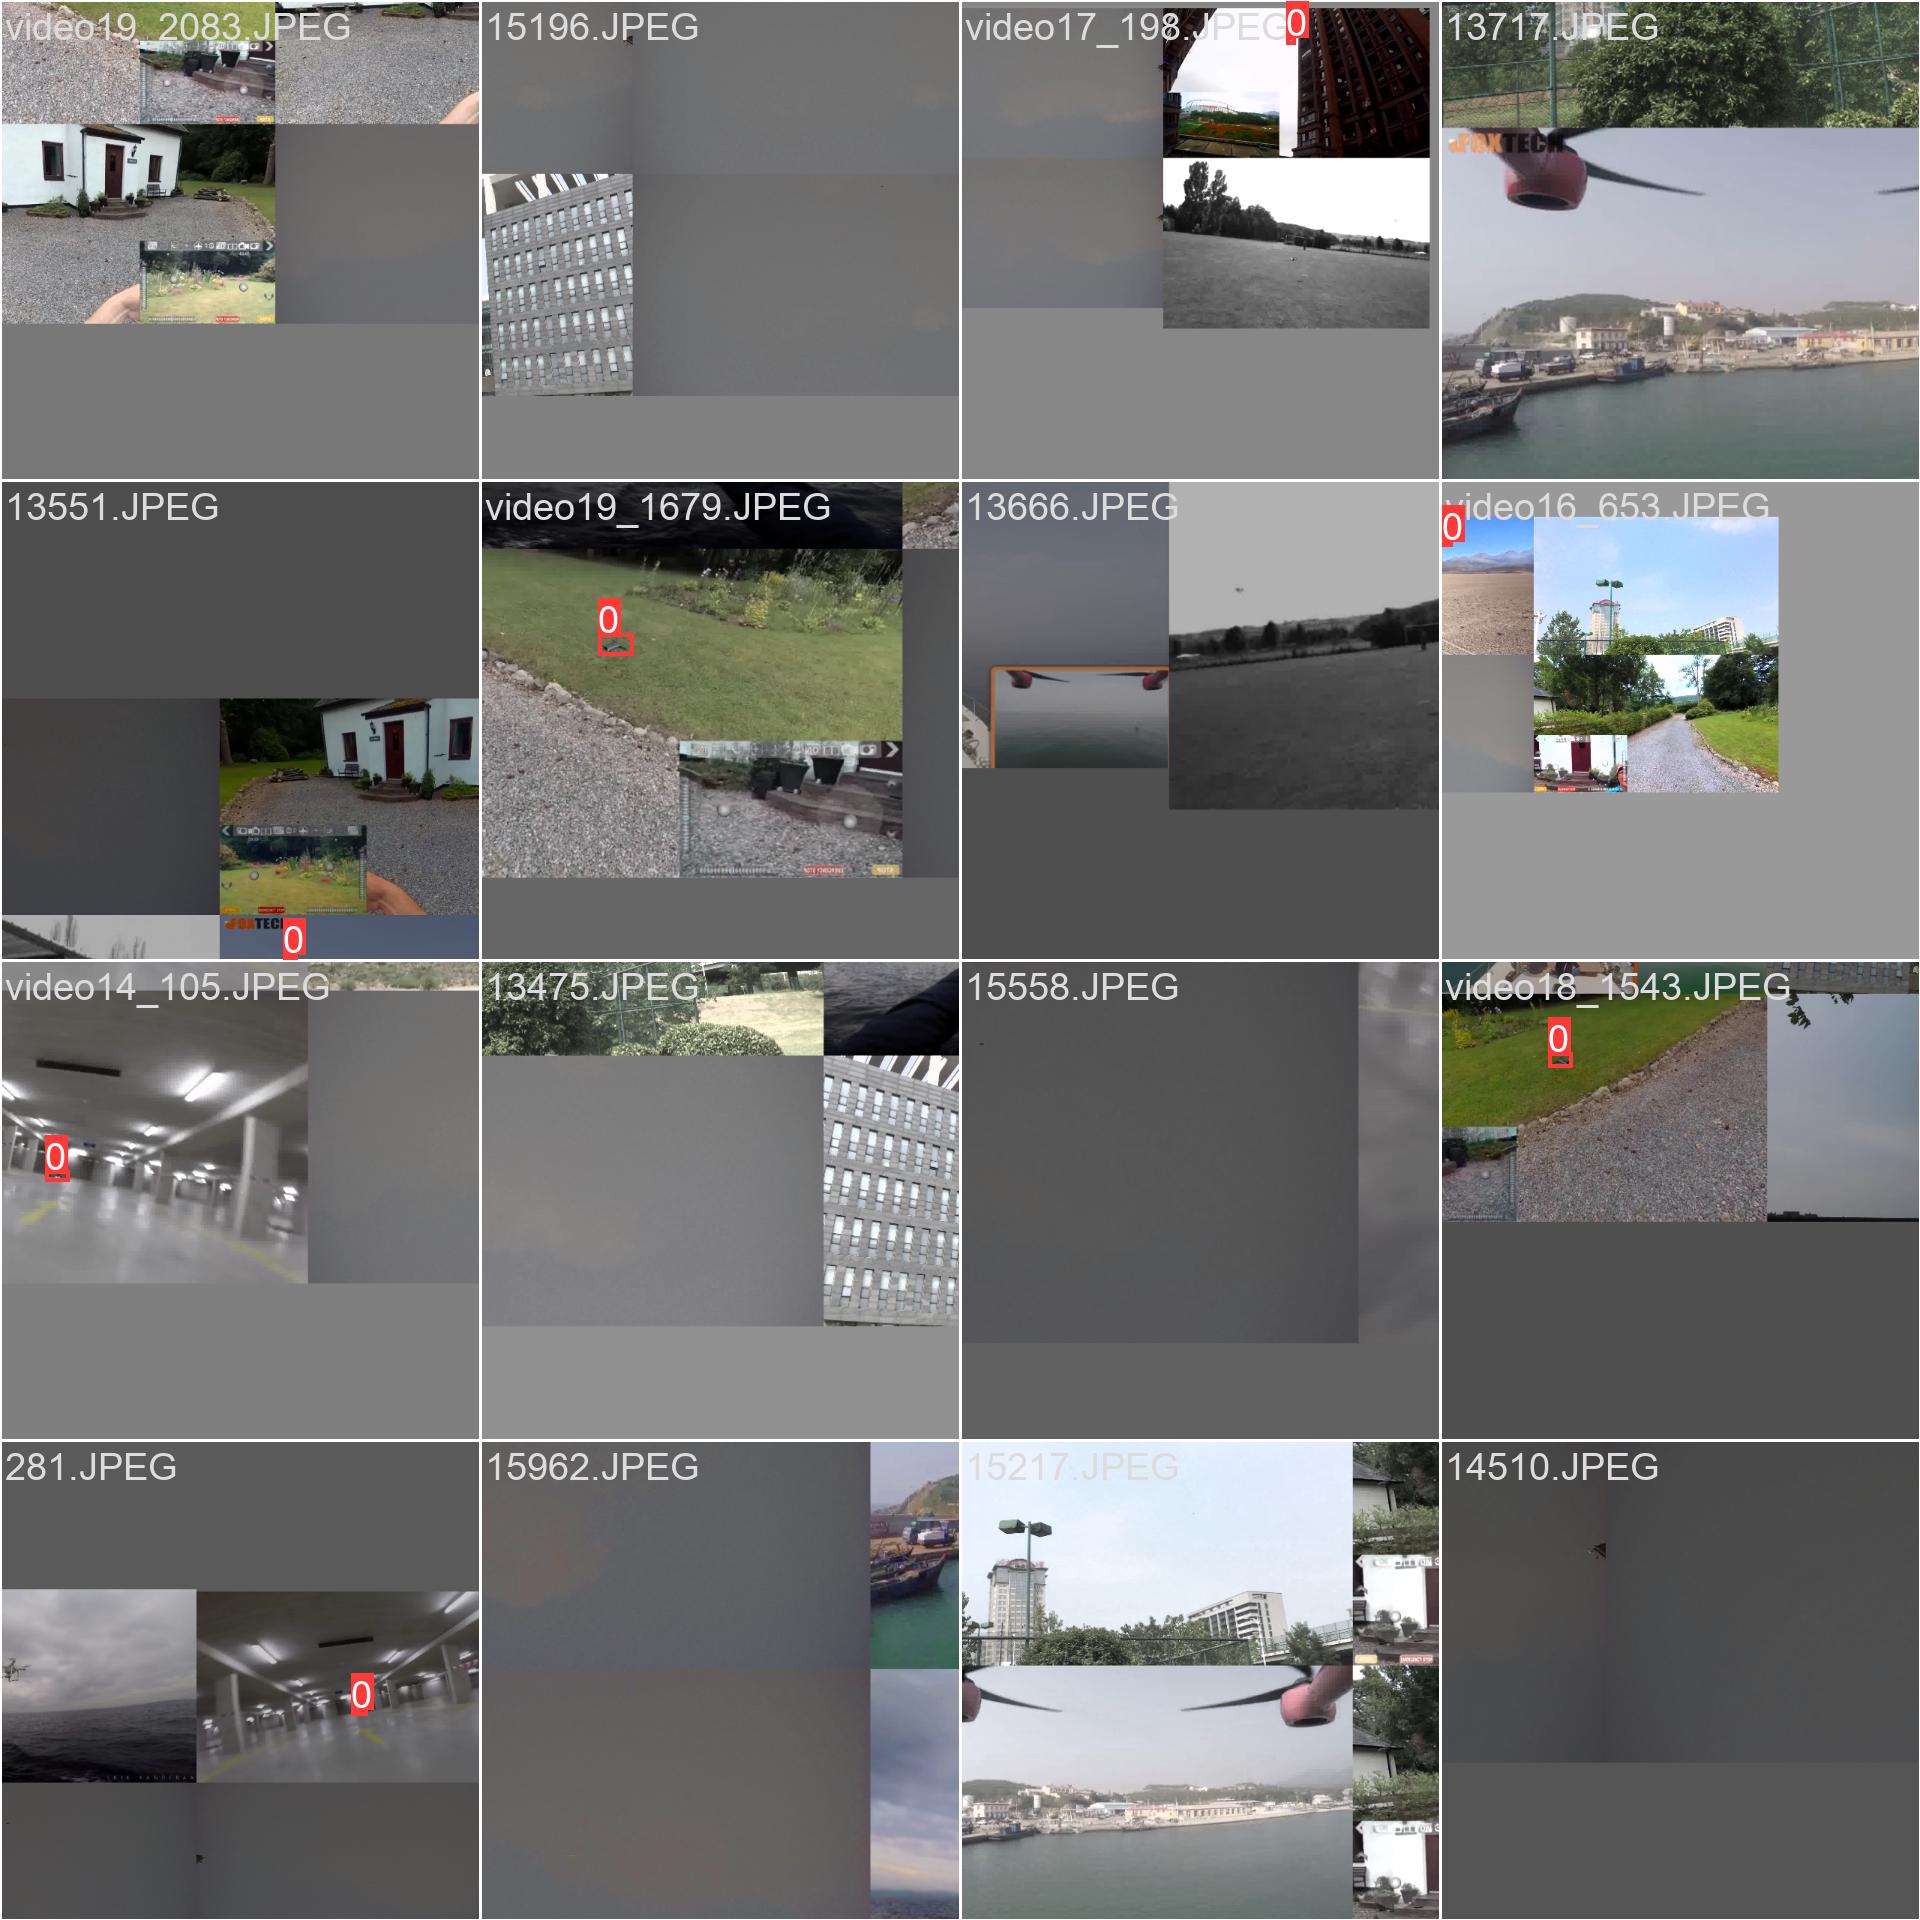 video19_2083.JPEG
15196.JPEG
video17_198.JPEG
0
13717.JPEG
FOXTECH
13551.JPEG
video19_1679.JPEG
13666.JPEG
video16_653.JPEG
0
0
FOXTECH
0
video14_105.JPEG
13475.JPEG
15558.JPEG
video18_1543.JPEG
0
0
281.JPEG
15962.JPEG
15217.JPEG
14510.JPEG
0